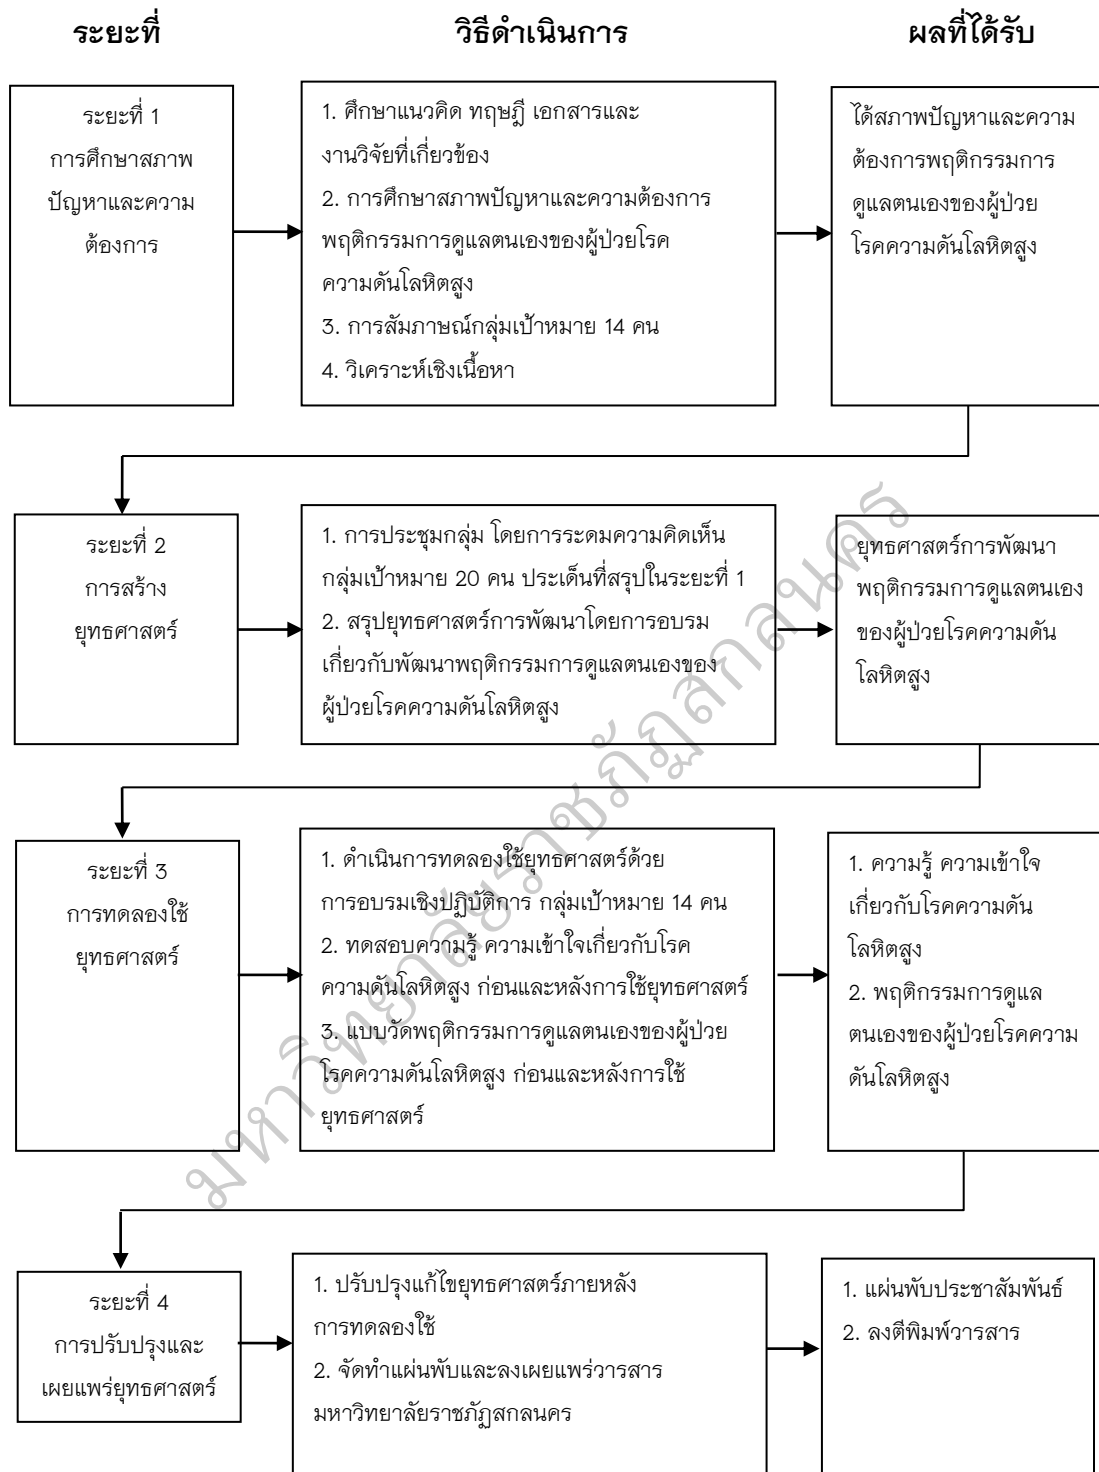 ระยะที่
วิธีดำเนินการ
ผลที่ได้รับ
ระยะที่ 1
การศึกษาสภาพ
ปัญหาและความ
ต้องการ
1. ศึกษาแนวคิด ทฤษฎี เอกสารและ
งานวิจัยที่เกี่ยวข้อง
2. การศึกษาสภาพปัญหาและความต้องการ
พฤติกรรมการดูแลตนเองของผู้ป่วยโรค
ความดันโลหิตสูง
3. การสัมภาษณ์กลุ่มเป้าหมาย 14 คน
4. วิเคราะห์เชิงเนื้อหา
ได้สภาพปัญหาและความ
ต้องการพฤติกรรมการ
ดูแลตนเองของผู้ป่วย
โรคความดันโลหิตสูง
ระยะที่ 2
การสร้าง
ยุทธศาสตร์
1. การประชุมกลุ่ม โดยการระดมความคิดเห็น
กลุ่มเป้าหมาย 20 คน ประเด็นที่สรุปในระยะที่ 1
2. สรุปยุทธศาสตร์การพัฒนาโดยการอบรม
เกี่ยวกับพัฒนาพฤติกรรมการดูแลตนเองของ
ผู้ป่วยโรคความดันโลหิตสูง
ยุทธศาสตร์การพัฒนา
พฤติกรรมการดูแลตนเอง
ของผู้ป่วยโรคความดัน
โลหิตสูง
ระยะที่ 3
การทดลองใช้
ยุทธศาสตร์
1. ดำเนินการทดลองใช้ยุทธศาสตร์ด้วย
การอบรมเชิงปฏิบัติการ กลุ่มเป้าหมาย 14 คน
2. ทดสอบความรู้ ความเข้าใจเกี่ยวกับโรค
ความดันโลหิตสูง ก่อนและหลังการใช้ยุทธศาสตร์
3. แบบวัดพฤติกรรมการดูแลตนเองของผู้ป่วย
โรคความดันโลหิตสูง ก่อนและหลังการใช้
ยุทธศาสตร์
1. ความรู้ ความเข้าใจ
เกี่ยวกับโรคความดัน
โลหิตสูง
2. พฤติกรรมการดูแล
ตนเองของผู้ป่วยโรคความ
ดันโลหิตสูง
ระยะที่ 4
การปรับปรุงและ
เผยแพร่ยุทธศาสตร์
1. ปรับปรุงแก้ไขยุทธศาสตร์ภายหลัง
การทดลองใช้
2. จัดทำแผ่นพับและลงเผยแพร่วารสาร
มหาวิทยาลัยราชภัฏสกลนคร
1. แผ่นพับประชาสัมพันธ์
2. ลงตีพิมพ์วารสาร
มหาวิทยาลัยราชภัฏสกลนคร